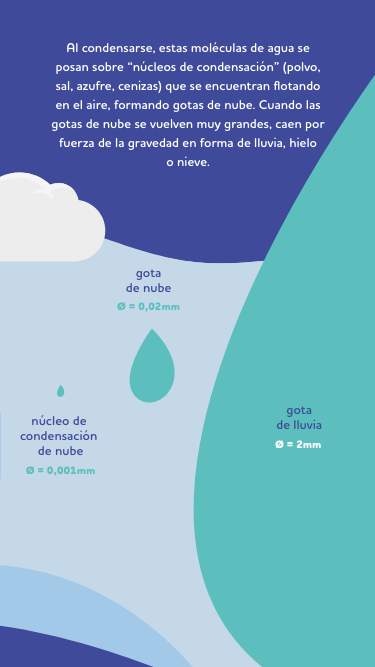 Al condensarse, estas moléculas de agua se
posan sobre “núcleos de condensación” (polvo,
sal, azufre, cenizas) que se encuentran flotando
en el aire, formando gotas de nube. Cuando las
gotas de nube se vuelven muy grandes, caen por
fuerza de la gravedad en forma de lluvia, hielo
o nieve.
gota
de nube
Ø = 0,02mm
núcleo de
condensación
de nube
Ø = 0,001mm
gota
de lluvia
Ø = 2mm